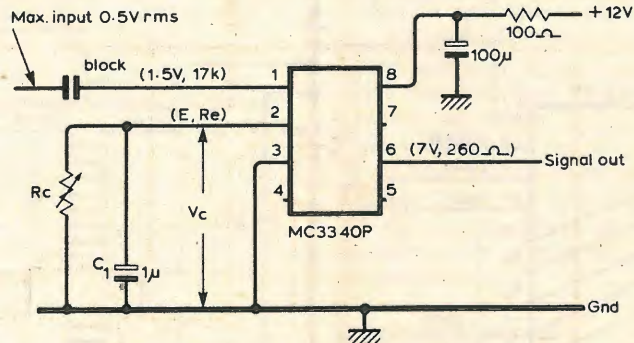 Max. input 0.5V rms
block
(1.5V, 17k)
1
8
100Ω
+12V
100μ
(E, Re)
2
7
3
6
(7V, 260Ω)
Signal out
Rc
Vc
4
5
MC3340P
C1
1μ
Gnd